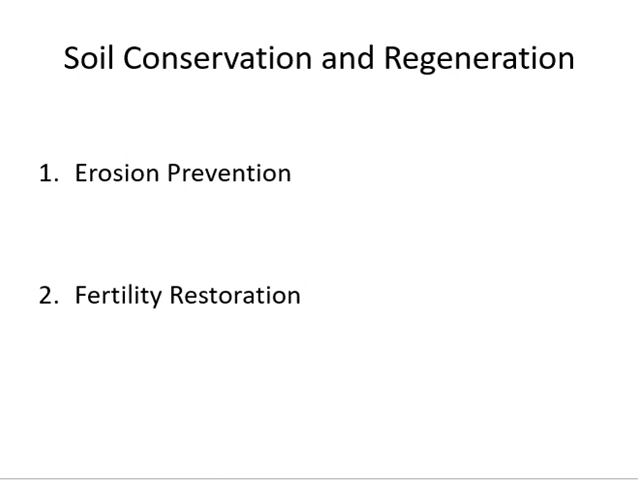 Soil Conservation and Regeneration
1. Erosion Prevention
2. Fertility Restoration